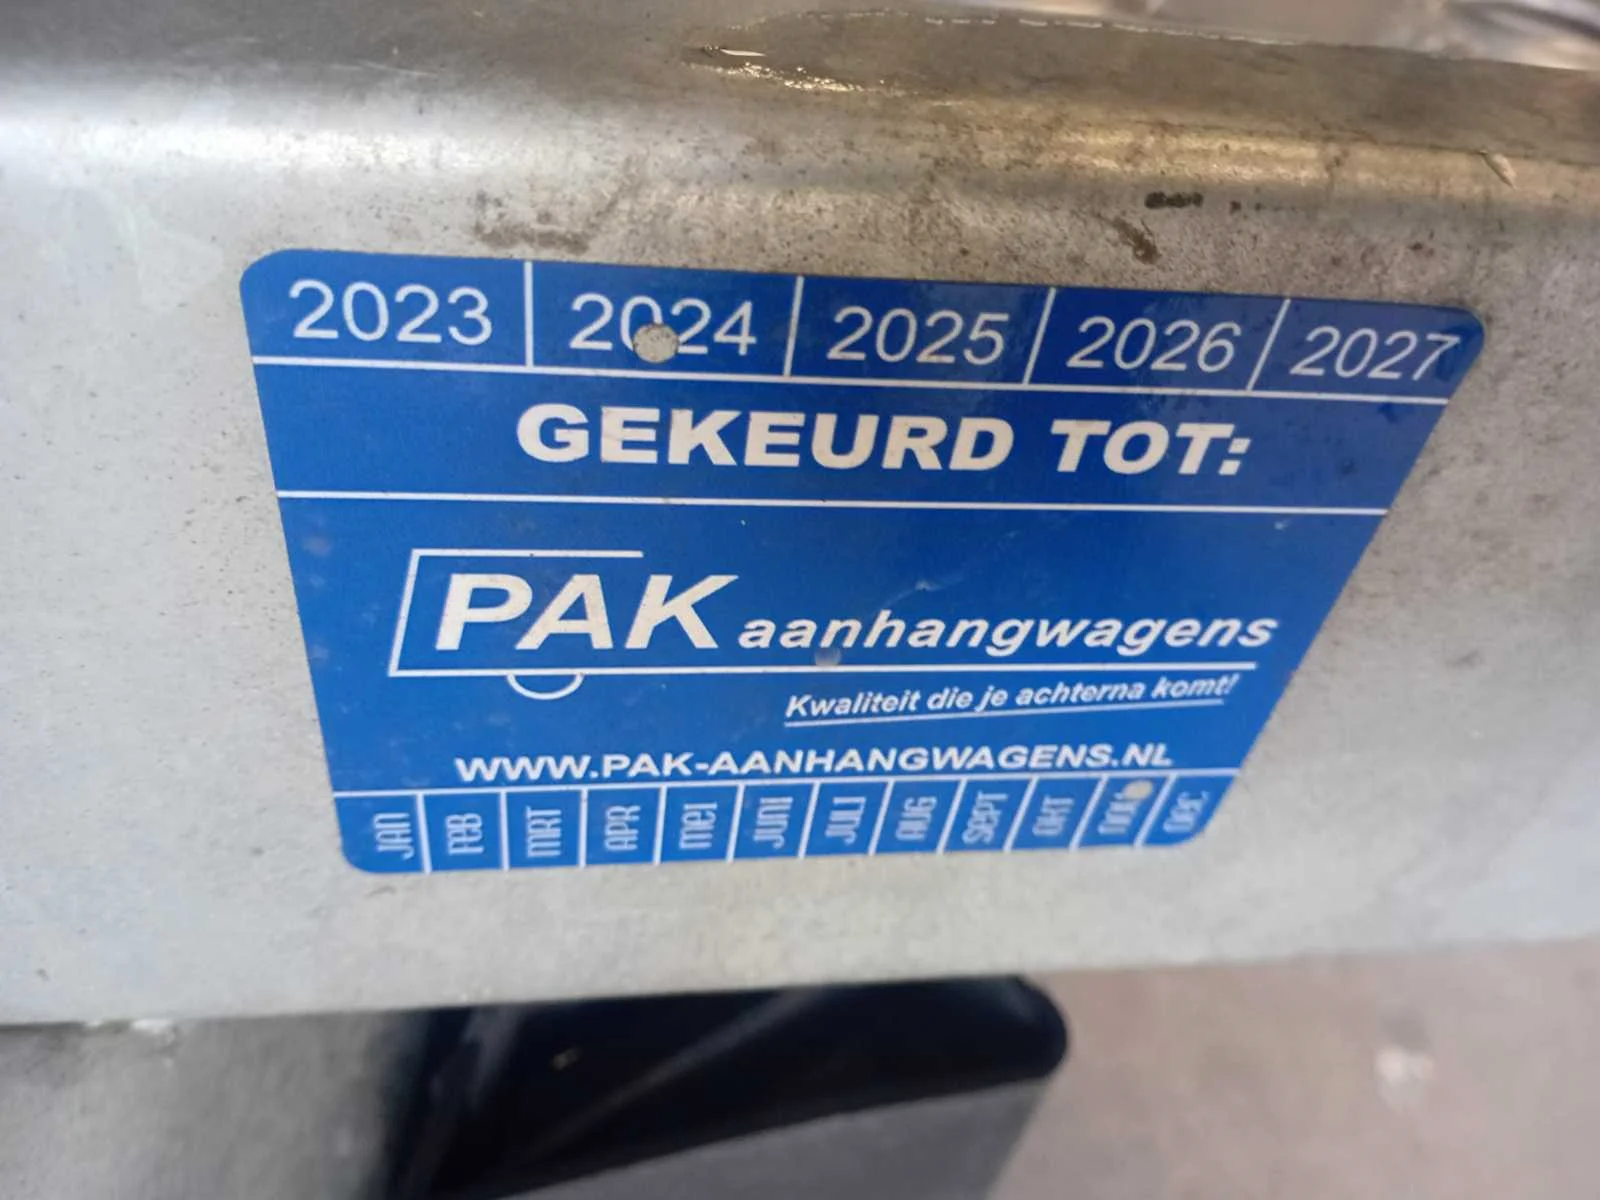 2023 2024 2025 2026 2027
GEKEURD TOT:
PAK aanhangwagens
Kwaliteit die je achterna komt!
WWW.PAK-AANHANGWAGENS.NL
JAN FEB MRT APR MEI JUNI JULI AUG SEPT OKT NOV DEC.